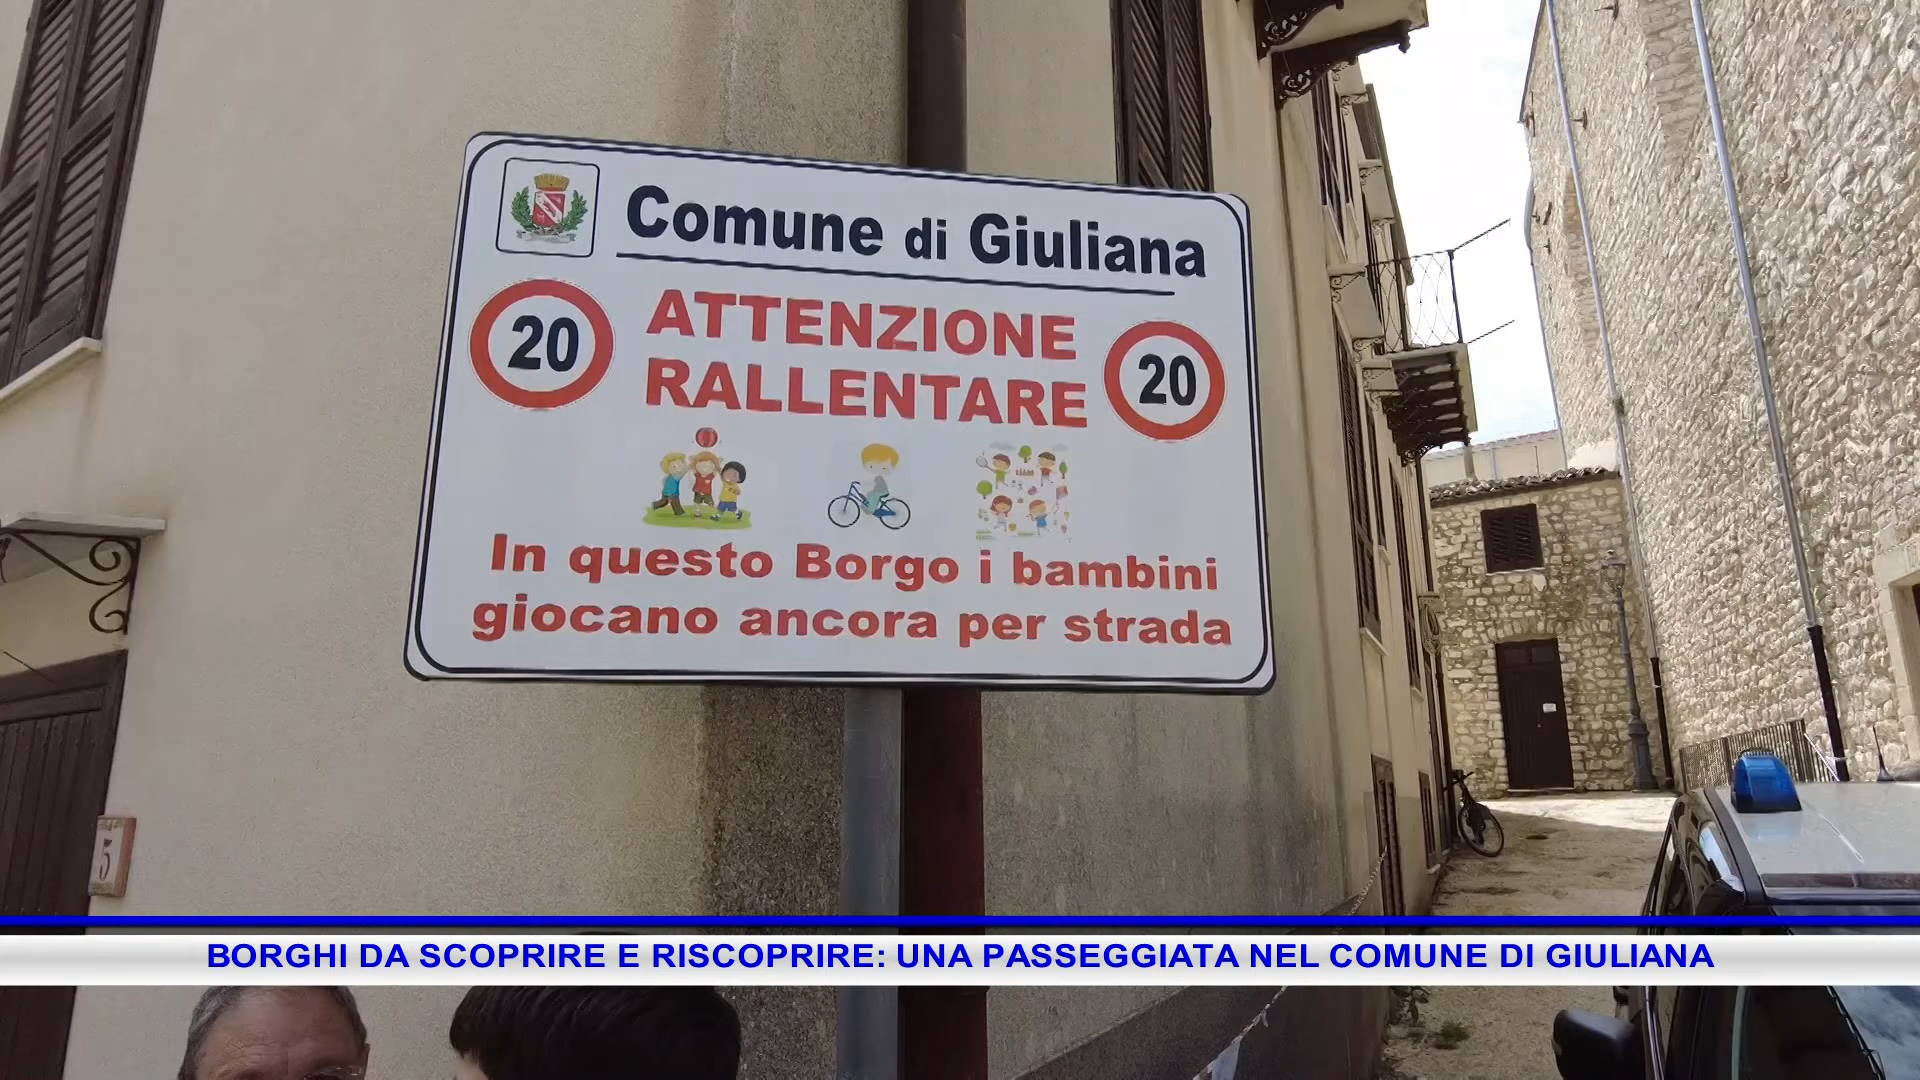 Comune di Giuliana
20
ATTENZIONE
RALLENTARE
20
In questo Borgo i bambini
giocano ancora per strada
5
BORGHI DA SCOPRIRE E RISCOPRIRE: UNA PASSEGGIATA NEL COMUNE DI GIULIANA